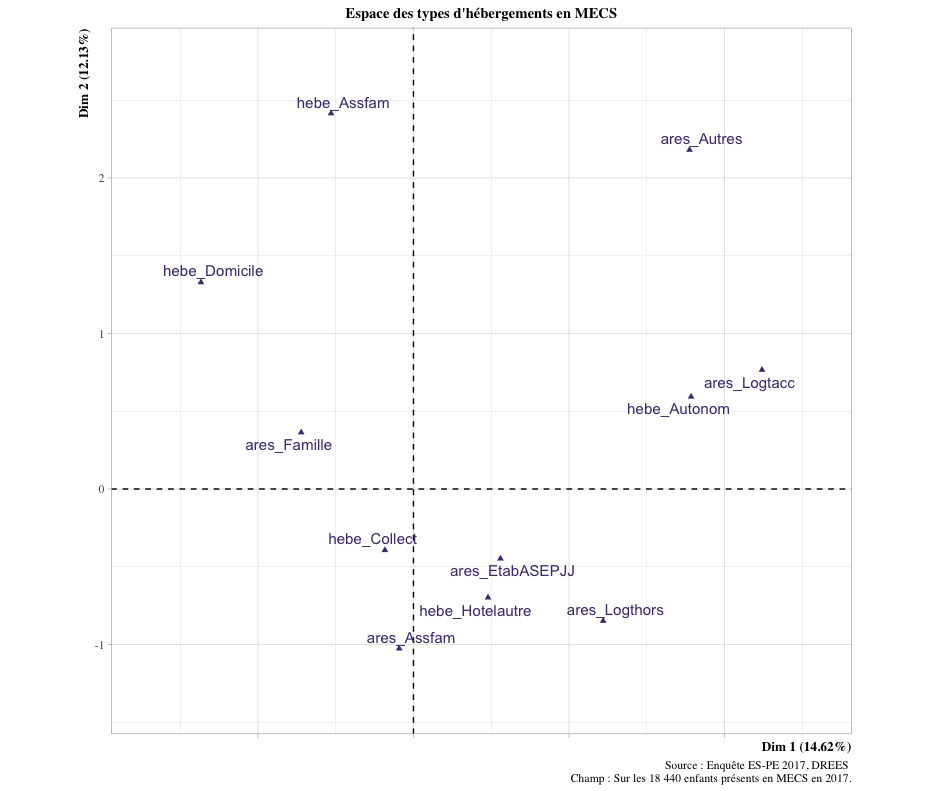 Espace des types d'hébergements en MECS
Dim 2 (12.13%)
hebe_Assfam
ares_Autres
2
hebe_Domicile
1
ares_Logtacc
hebe_Autonom
ares_Famille
0
hebe_Collect
ares_EtabASEPJJ
hebe_Hotelautre
ares_Logthors
ares_Assfam
-1
Dim 1 (14.62%)
Source : Enquête ES-PE 2017, DREES
Champ : Sur les 18 440 enfants présents en MECS en 2017.